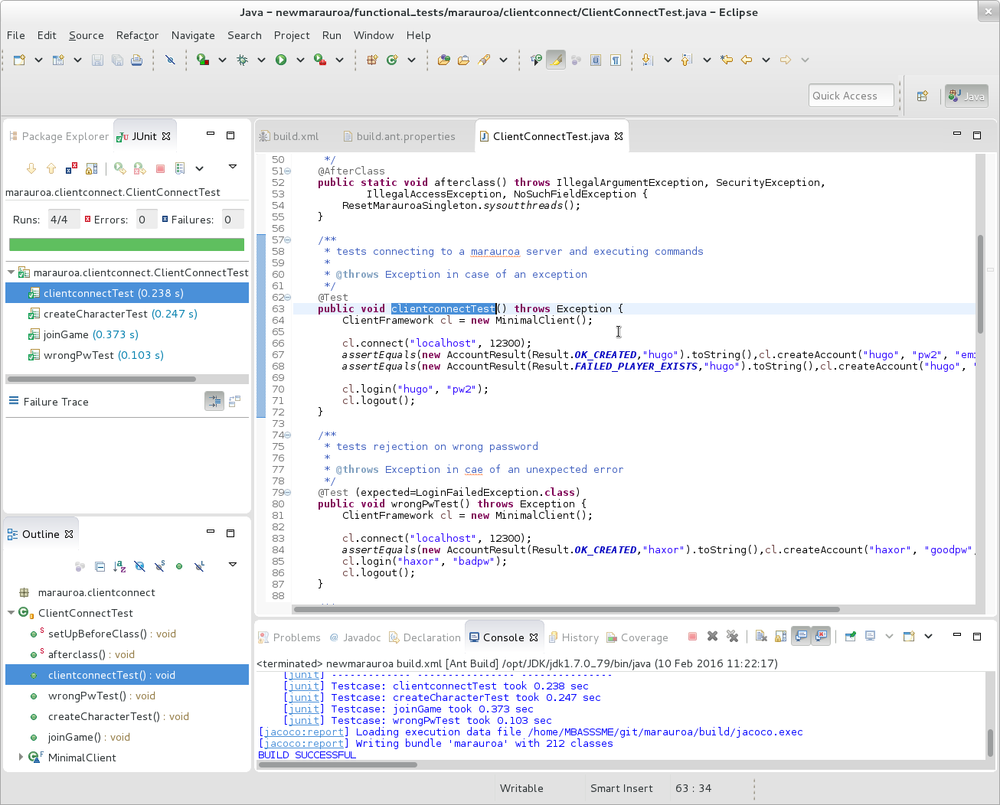 Java – newmarauroa/functional_tests/marauroa/clientconnect/ClientConnectTest.java – Eclipse
File Edit Source Refactor Navigate Search Project Run Window Help
Quick Access
Java
Package Explorer
JUnit
marauroa.clientconnect.ClientConnectTest
Runs: 4/4 Errors: 0 Failures: 0
marauroa.clientconnect.ClientConnectTest
clientconnectTest (0.238 s)
createCharacterTest (0.247 s)
joinGame (0.373 s)
wrongPwTest (0.103 s)
Failure Trace
Outline
marauroa.clientconnect
ClientConnectTest
setUpBeforeClass() : void
afterclass() : void
clientconnectTest() : void
wrongPwTest() : void
createCharacterTest() : void
joinGame() : void
MinimalClient
build.xml
build.ant.properties
ClientConnectTest.java
50 */
51 @AfterClass
52 public static void afterclass() throws IllegalArgumentException, SecurityException,
53 IllegalAccessException, NoSuchFieldException {
54 ResetMarauroaSingleton.sysoutthreads();
55 }
56
57 /**
58 * tests connecting to a marauroa server and executing commands
59 *
60 * @throws Exception in case of an exception
61 */
62 @Test
63 public void clientconnectTest() throws Exception {
64 ClientFramework cl = new MinimalClient();
65
66 cl.connect("localhost", 12300);
67 assertEquals(new AccountResult(Result.OK_CREATED,"hugo").toString(),cl.createAccount("hugo", "pw2", "em
68 assertEquals(new AccountResult(Result.FAILED_PLAYER_EXISTS,"hugo").toString(),cl.createAccount("hugo", "
69
70 cl.login("hugo", "pw2");
71 cl.logout();
72 }
73
74 /**
75 * tests rejection on wrong password
76 *
77 * @throws Exception in cae of an unexpected error
78 */
79 @Test (expected=LoginFailedException.class)
80 public void wrongPwTest() throws Exception {
81 ClientFramework cl = new MinimalClient();
82
83 cl.connect("localhost", 12300);
84 assertEquals(new AccountResult(Result.OK_CREATED,"haxor").toString(),cl.createAccount("haxor", "goodpw"
85 cl.login("haxor", "badpw");
86 cl.logout();
87 }
88
Problems @ Javadoc Declaration Console History Coverage
<terminated> newmarauroa build.xml [Ant Build] /opt/JDK/jdk1.7.0_79/bin/java (10 Feb 2016 11:22:17)
[junit] ------------- ---------------- ---------------
[junit] Testcase: clientconnectTest took 0.238 sec
[junit] Testcase: createCharacterTest took 0.247 sec
[junit] Testcase: joinGame took 0.373 sec
[junit] Testcase: wrongPwTest took 0.103 sec
[jacoco:report] Loading execution data file /home/MBASSSME/git/marauroa/build/jacoco.exec
[jacoco:report] Writing bundle 'marauroa' with 212 classes
BUILD SUCCESSFUL
Writable Smart Insert 63 : 34